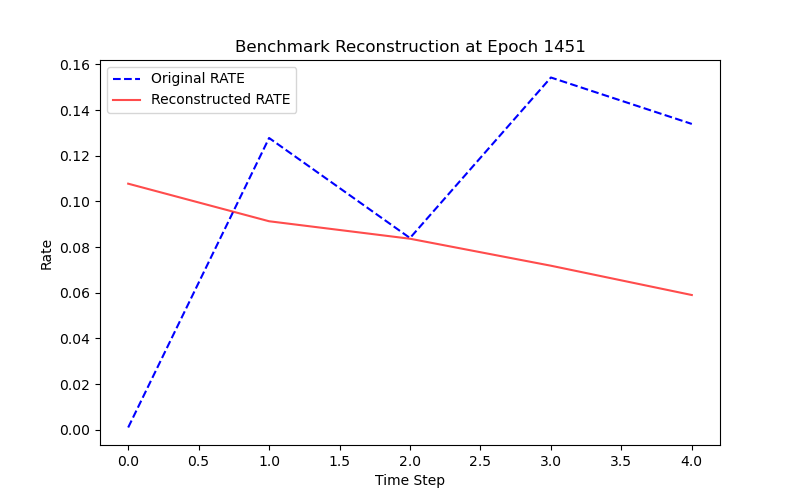 Benchmark Reconstruction at Epoch 1451
Original RATE
Reconstructed RATE
0.16
0.14
0.12
0.10
0.08
0.06
0.04
0.02
0.00
Rate
0.0 0.5 1.0 1.5 2.0 2.5 3.0 3.5 4.0
Time Step